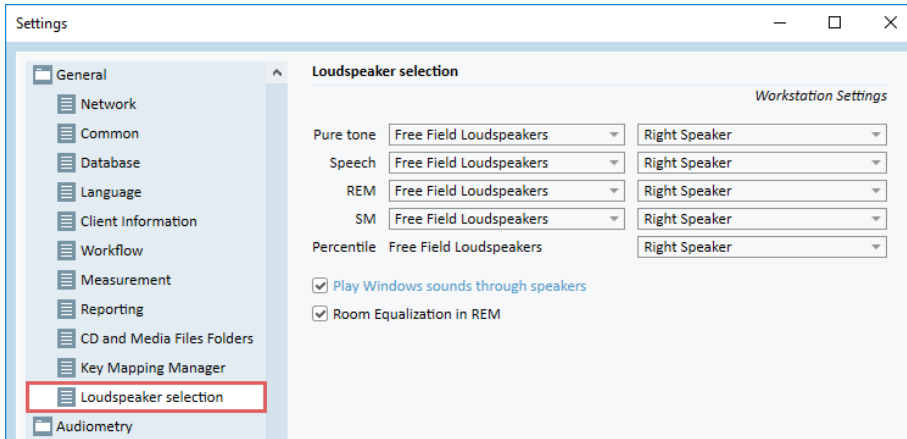 Settings
General
Network
Common
Database
Language
Client Information
Workflow
Measurement
Reporting
CD and Media Files Folders
Key Mapping Manager
Loudspeaker selection
Audiometry
Loudspeaker selection
Workstation Settings
Pure tone Free Field Loudspeakers Right Speaker
Speech Free Field Loudspeakers Right Speaker
REM Free Field Loudspeakers Right Speaker
SM Free Field Loudspeakers Right Speaker
Percentile Free Field Loudspeakers Right Speaker
Play Windows sounds through speakers
Room Equalization in REM